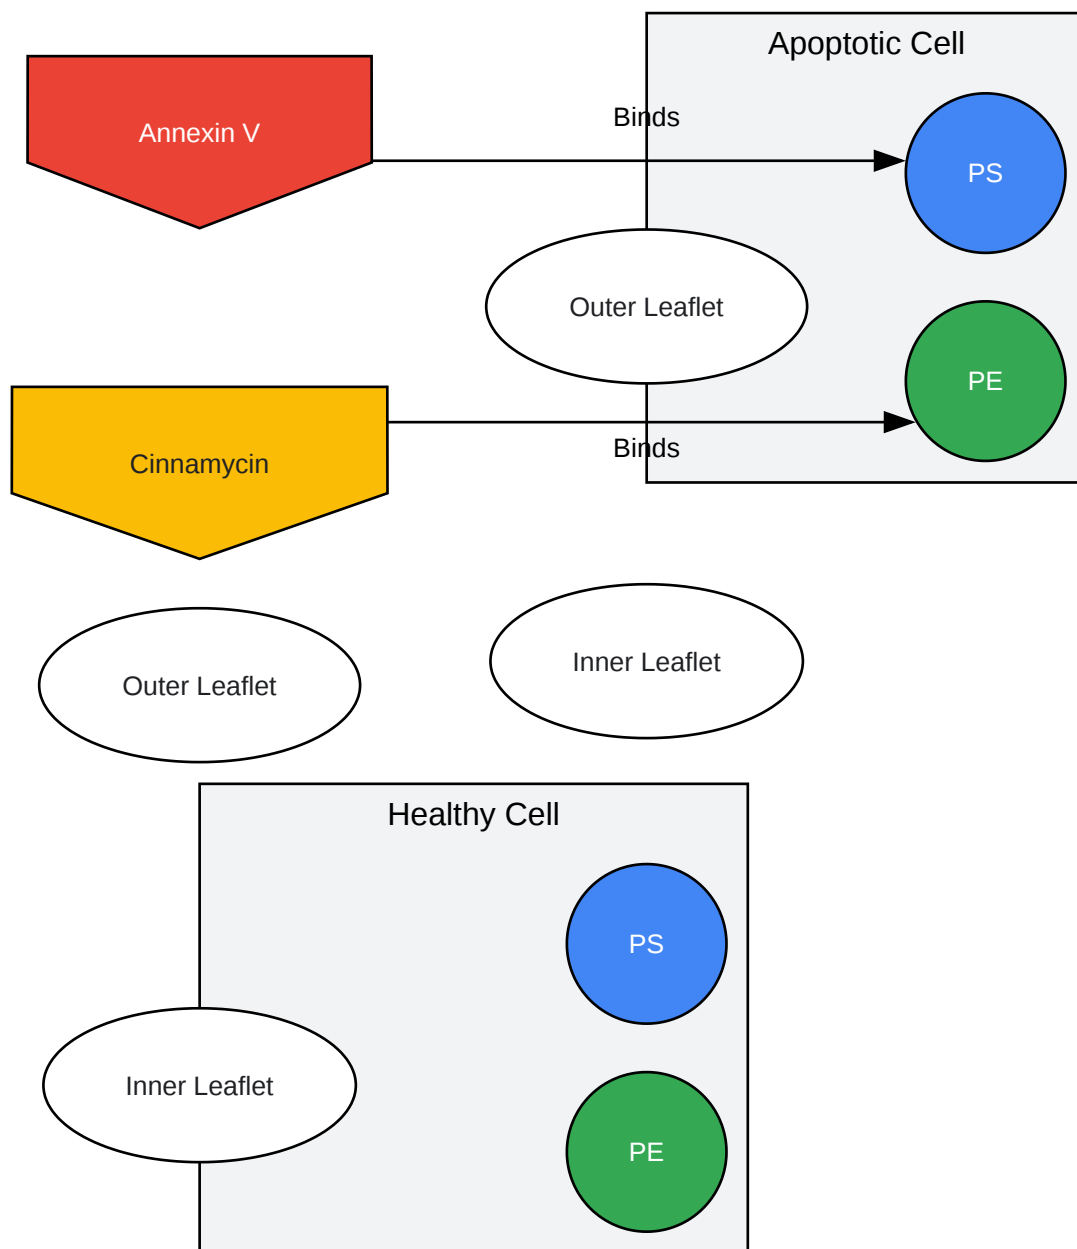 Apoptotic Cell
Annexin V
Binds
PS
Outer Leaflet
PE
Cinnamycin
Binds
Outer Leaflet
Inner Leaflet
Healthy Cell
PS
Inner Leaflet
PE